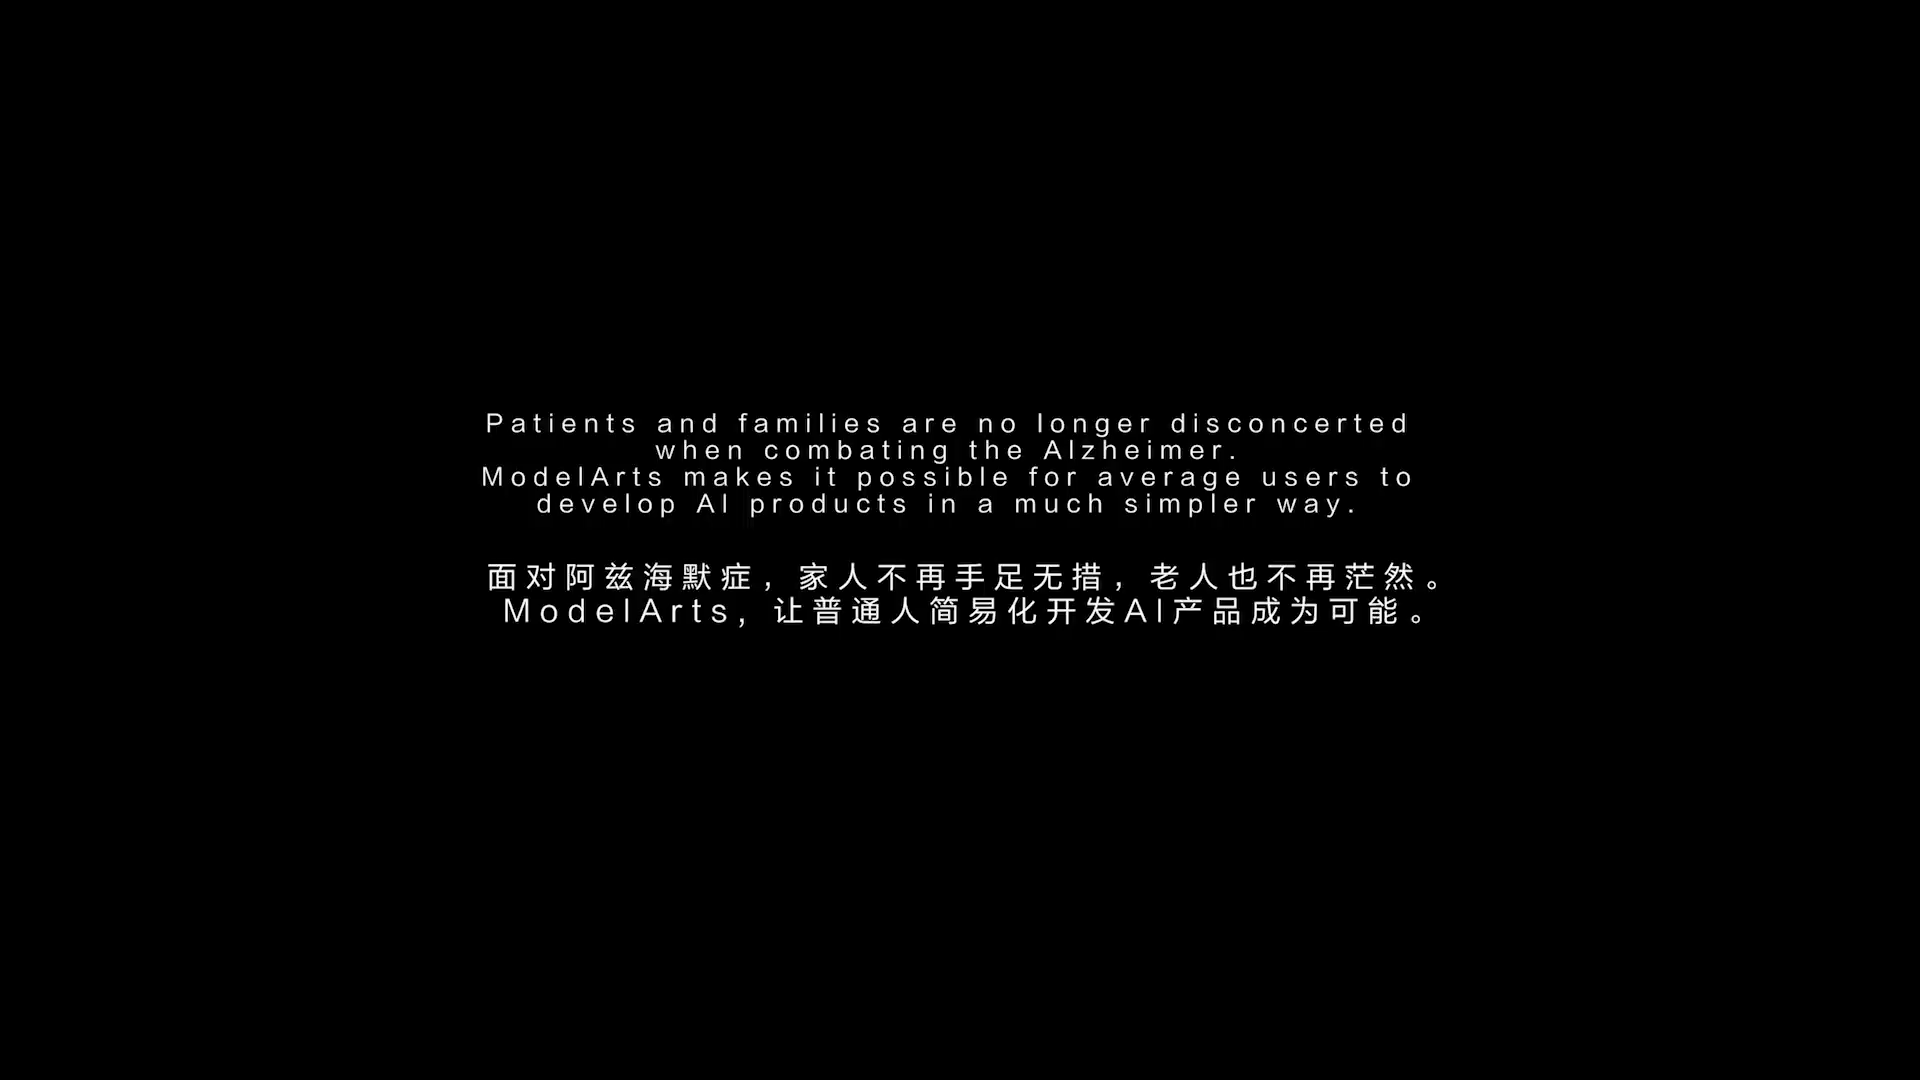 Patients and families are no longer disconcerted
when combating the Alzheimer.
ModelArts makes it possible for average users to
develop AI products in a much simpler way.
面对阿兹海默症，家人不再手足无措，老人也不再茫然。
ModelArts，让普通人简易化开发AI产品成为可能。